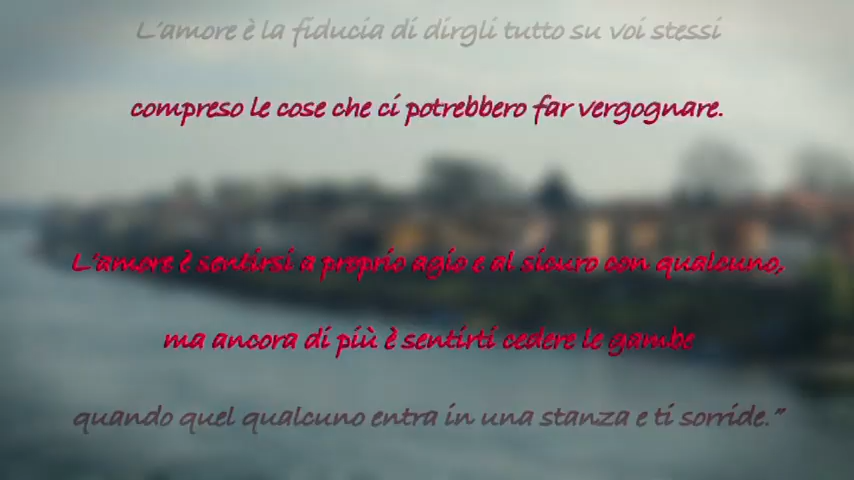 L'amore è la fiducia di dirgli tutto su voi stessi
compreso le cose che ci potrebbero far vergognare.
L'amore è sentirsi a proprio agio e al sicuro con qualcuno,
ma ancora di più è sentirti cedere le gambe
quando quel qualcuno entra in una stanza e ti sorride.”